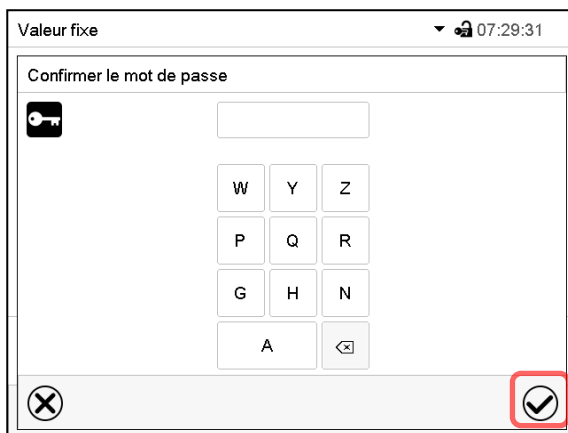 Valeur fixe 07:29:31
Confirmer le mot de passe
W Y Z
P Q R
G H N
A